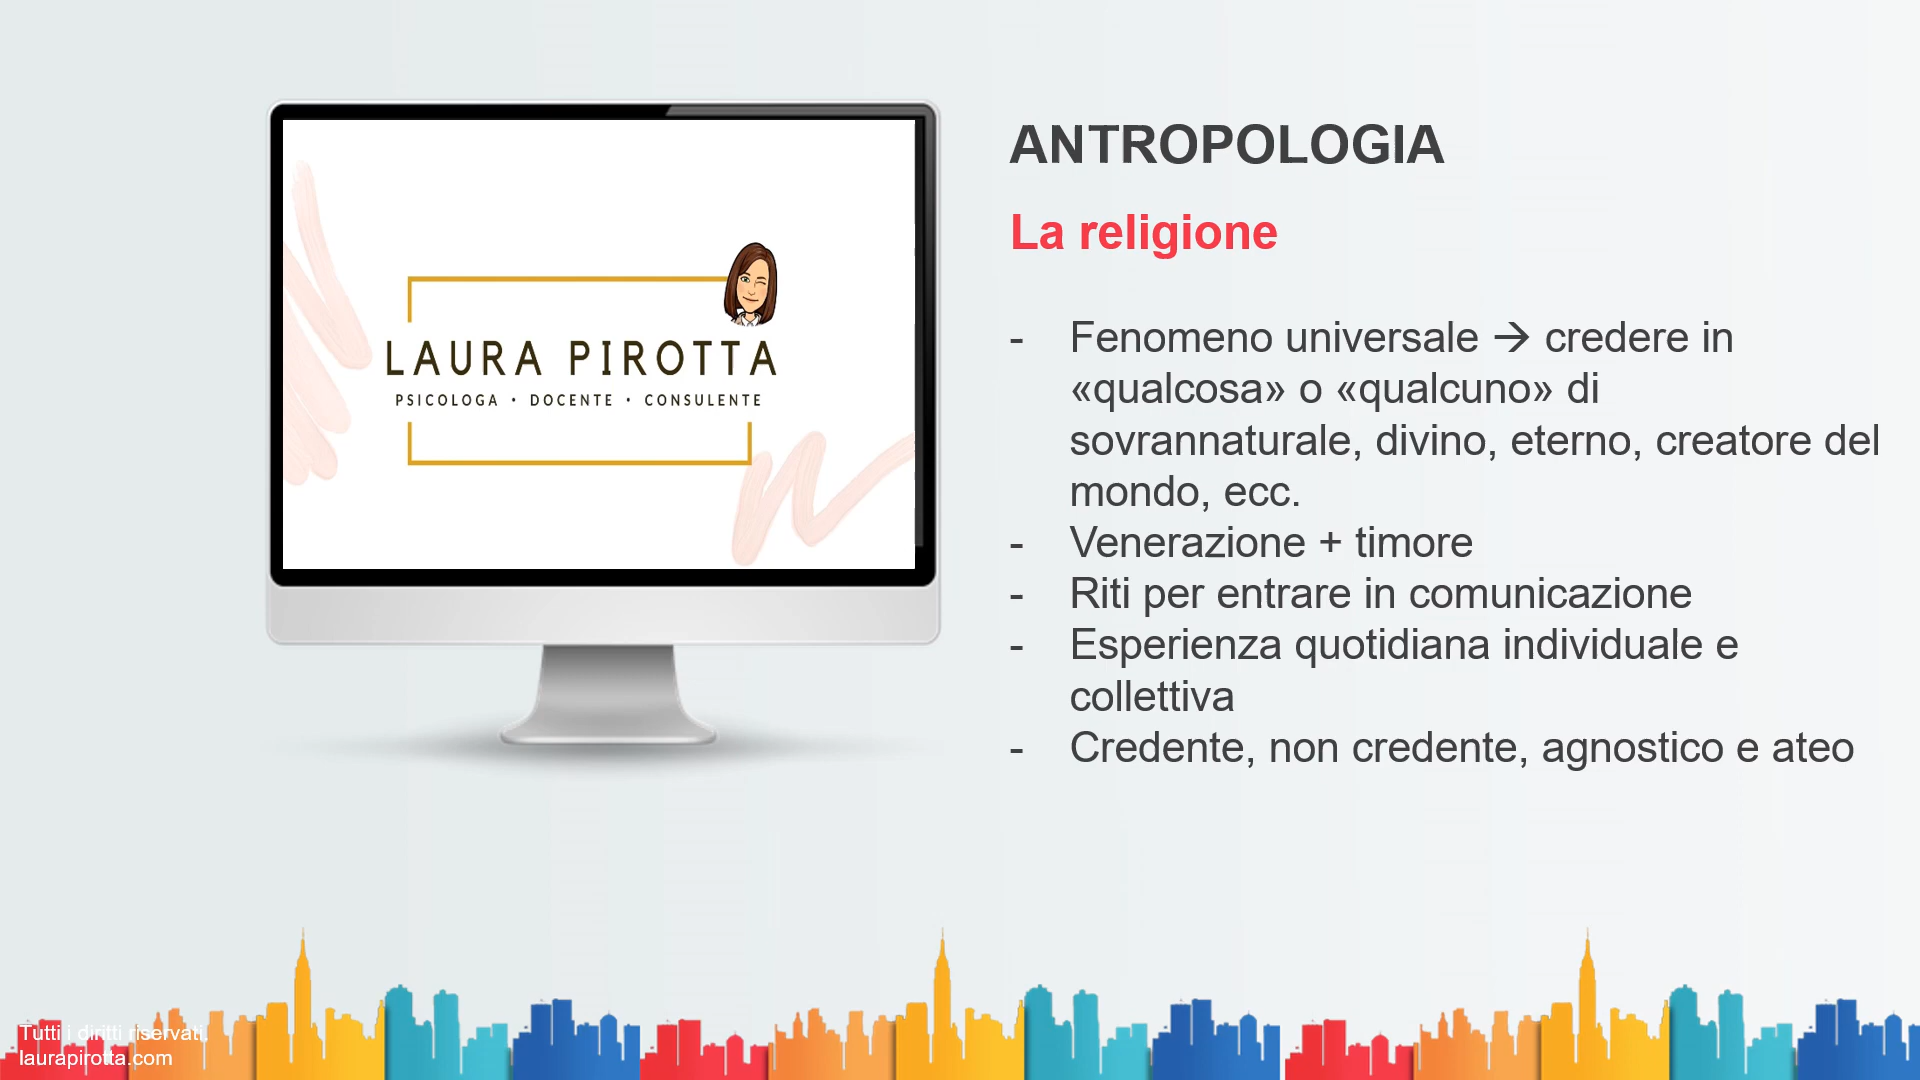 LAURA PIROTTA
PSICOLOGA • DOCENTE • CONSULENTE
ANTROPOLOGIA
La religione
- Fenomeno universale → credere in
«qualcosa» o «qualcuno» di
sovrannaturale, divino, eterno, creatore del
mondo, ecc.
- Venerazione + timore
- Riti per entrare in comunicazione
- Esperienza quotidiana individuale e
collettiva
- Credente, non credente, agnostico e ateo
Tutti i diritti riservati.
laurapirotta.com